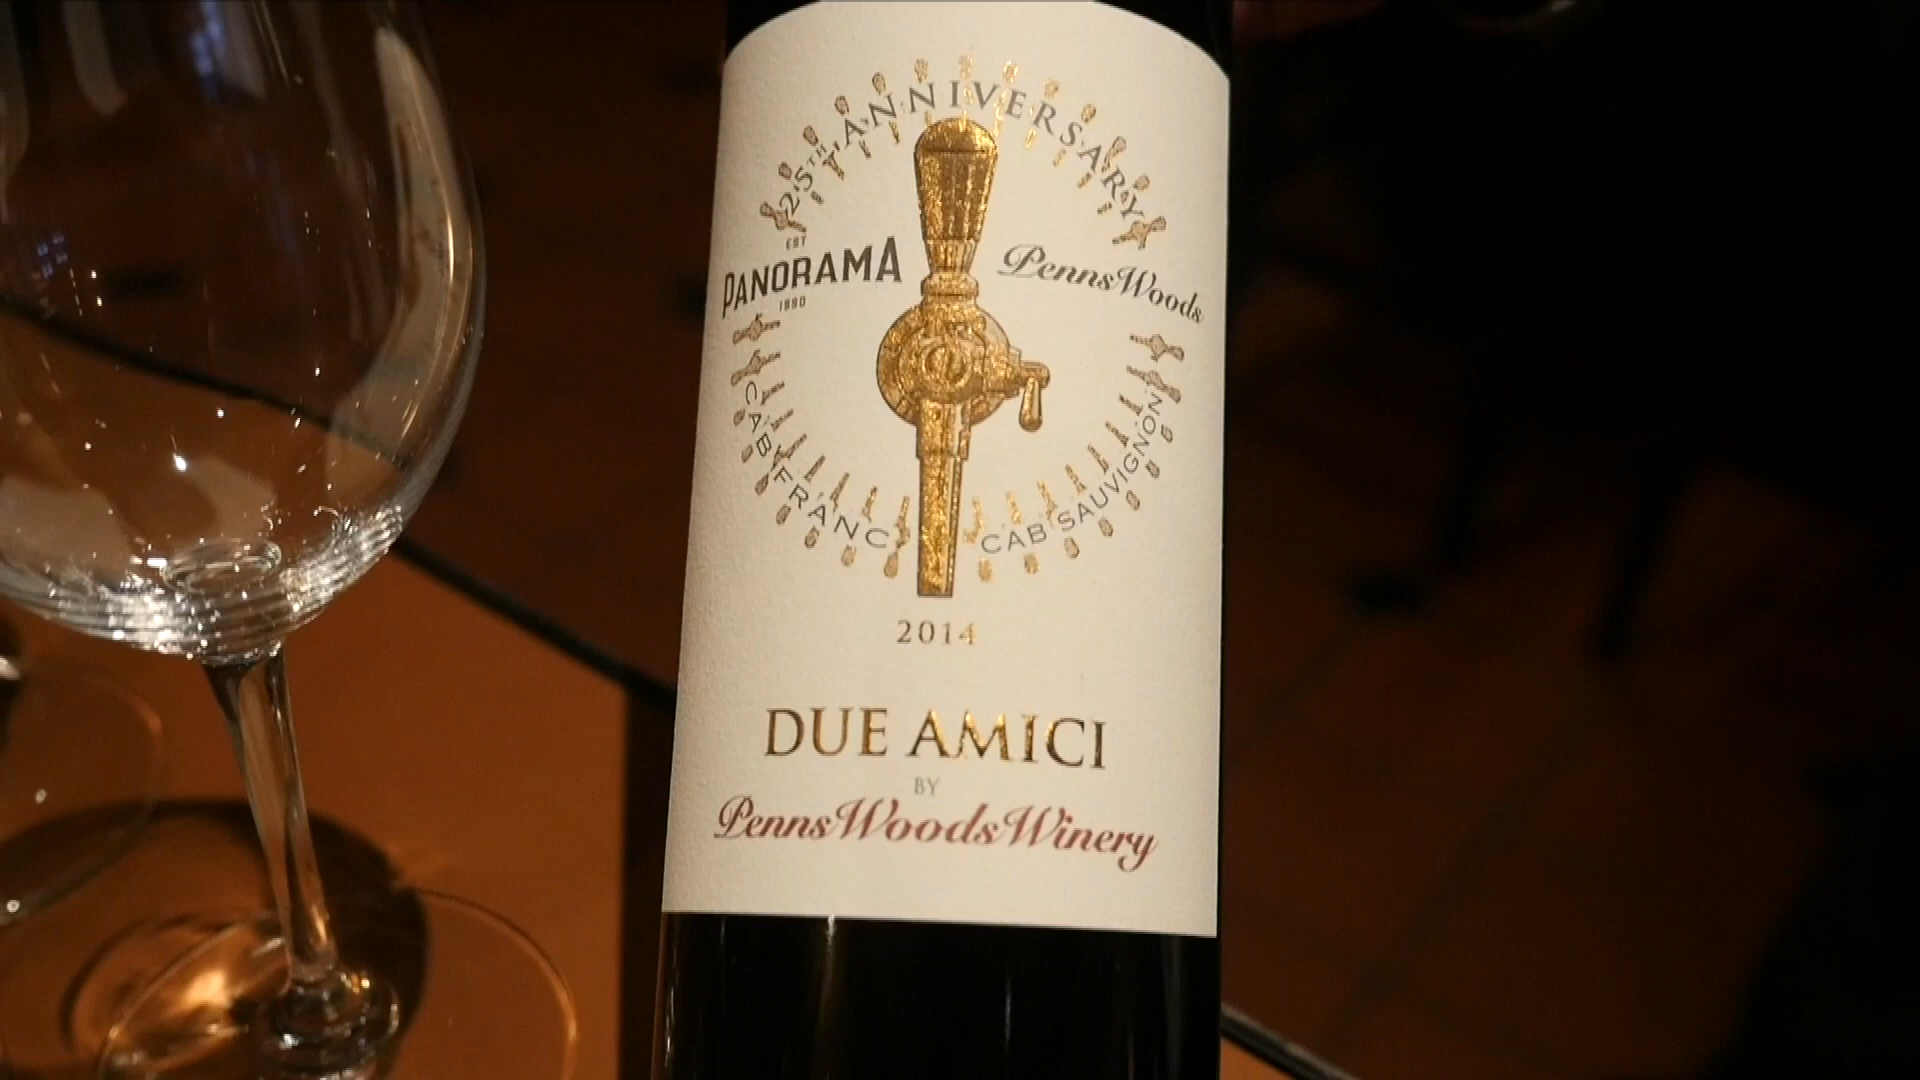 25TH ANNIVERSARY
EST
PANORAMA
1990
PennsWoods
CAB FRANC
CAB SAUVIGNON
2014
DUE AMICI
BY
PennsWoodsWinery